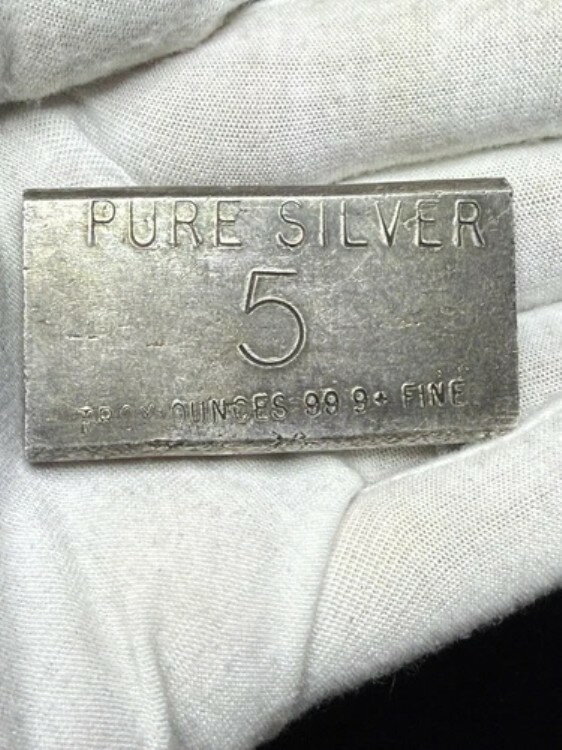 PURE SILVER
5
TROY OUNCES 99 9+ FINE